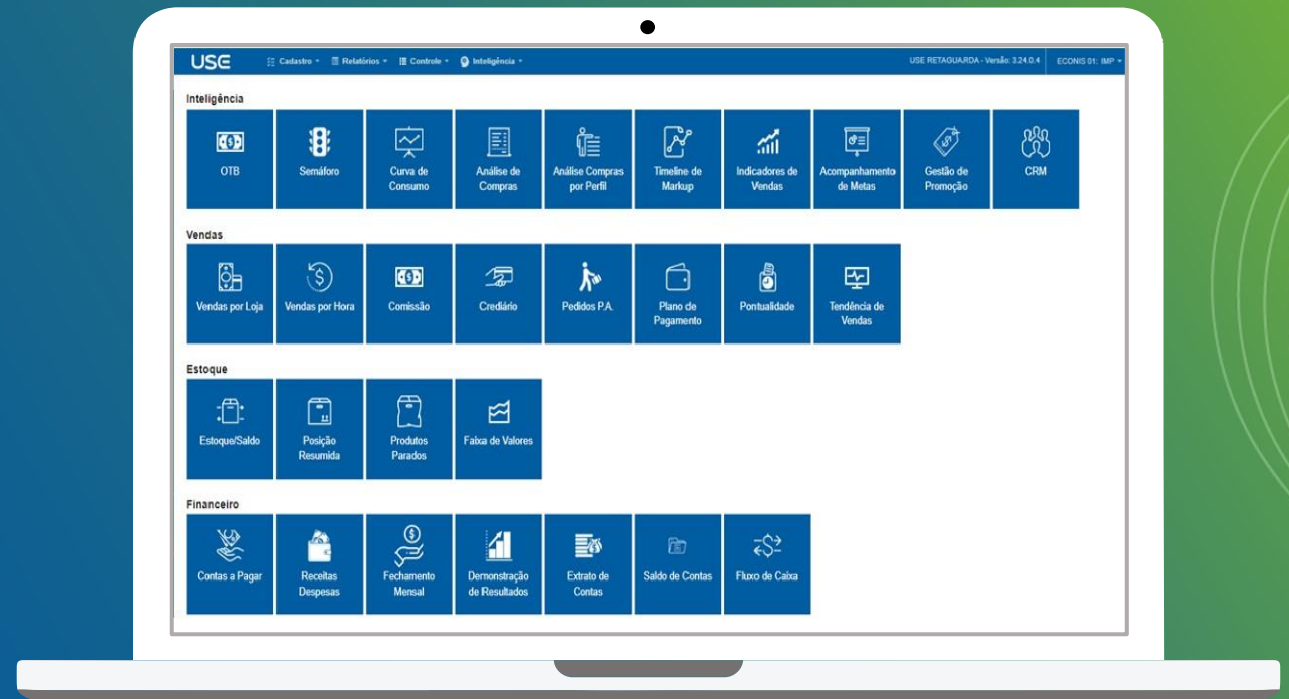 USE Cadastro Relatórios Controle Inteligência USE RETAGUARDA - Versão: 3.24.0.4 ECONIS 01: IMP
Inteligência
OTB
Semáforo
Curva de
Consumo
Análise de
Compras
Análise Compras
por Perfil
Timeline de
Markup
Indicadores de
Vendas
Acompanhamento
de Metas
Gestão de
Promoção
CRM
Vendas
Vendas por Loja
Vendas por Hora
Comissão
Crediário
Pedidos P.A.
Plano de
Pagamento
Pontualidade
Tendência de
Vendas
Estoque
Estoque/Saldo
Posição
Resumida
Produtos
Parados
Faixa de Valores
Financeiro
Contas a Pagar
Receitas
Despesas
Fechamento
Mensal
Demonstração
de Resultados
Extrato de
Contas
Saldo de Contas
Fluxo de Caixa